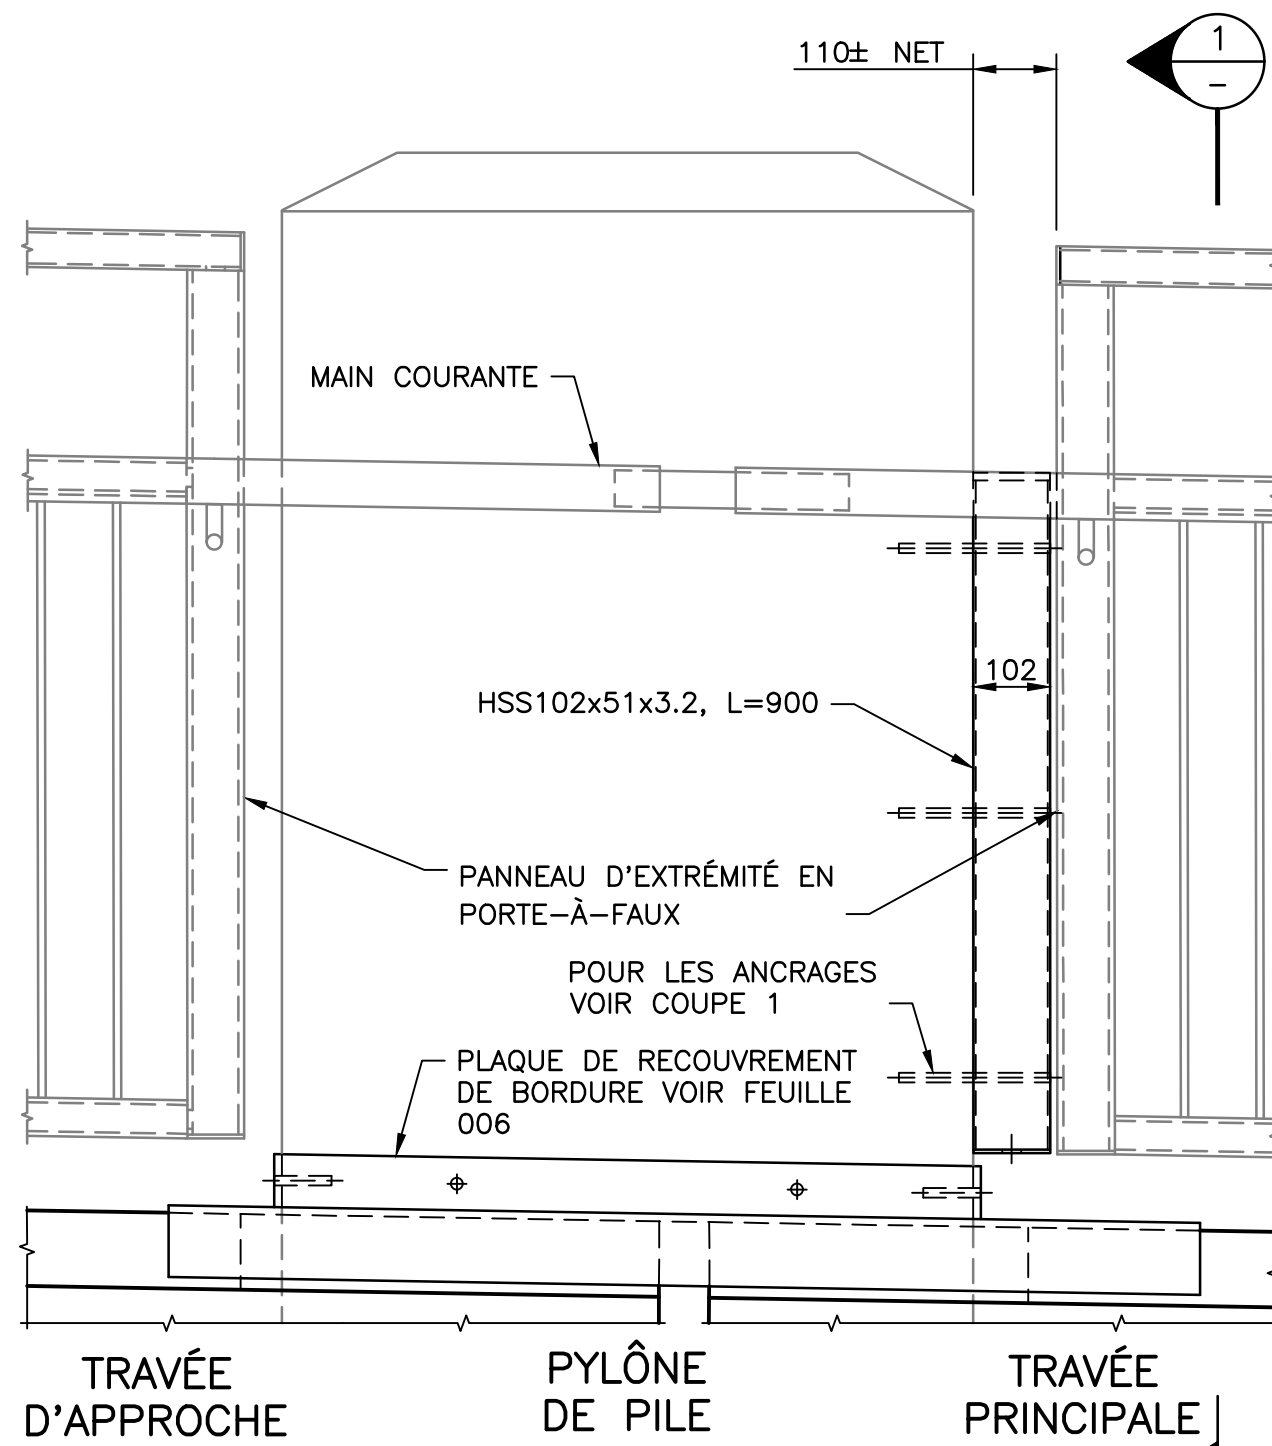 110± NET
1
–
MAIN COURANTE
102
HSS102x51x3.2, L=900
PANNEAU D'EXTRÉMITÉ EN
PORTE-À-FAUX
POUR LES ANCRAGES
VOIR COUPE 1
PLAQUE DE RECOUVREMENT
DE BORDURE VOIR FEUILLE
006
TRAVÉE
D'APPROCHE
PYLÔNE
DE PILE
TRAVÉE
PRINCIPALE